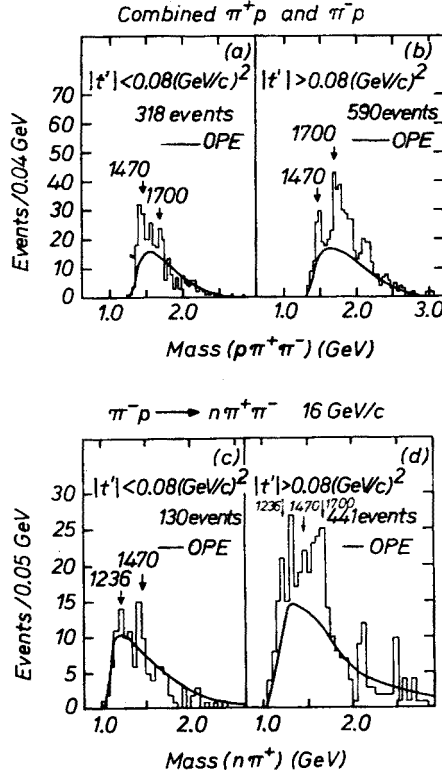 Combined π⁺p and π⁻p
(a)
|t'|<0.08(GeV/c)²
318 events
—OPE
1470
1700
(b)
|t'|>0.08(GeV/c)²
590events
—OPE
1700
1470
Events/0.04 GeV
70
60
50
40
30
20
10
0
1.0 2.0 1.0 2.0 3.0
Mass (pπ⁺π⁻) (GeV)
π⁻p → nπ⁺π⁻ 16 GeV/c
(c)
|t'|<0.08(GeV/c)²
130events
— OPE
1236
1470
(d)
|t'|>0.08(GeV/c)²
1236 1470 1700
441events
— OPE
Events/0.05 GeV
30
25
20
15
10
5
0
1.0 2.0 1.0 2.0
Mass(nπ⁺) (GeV)